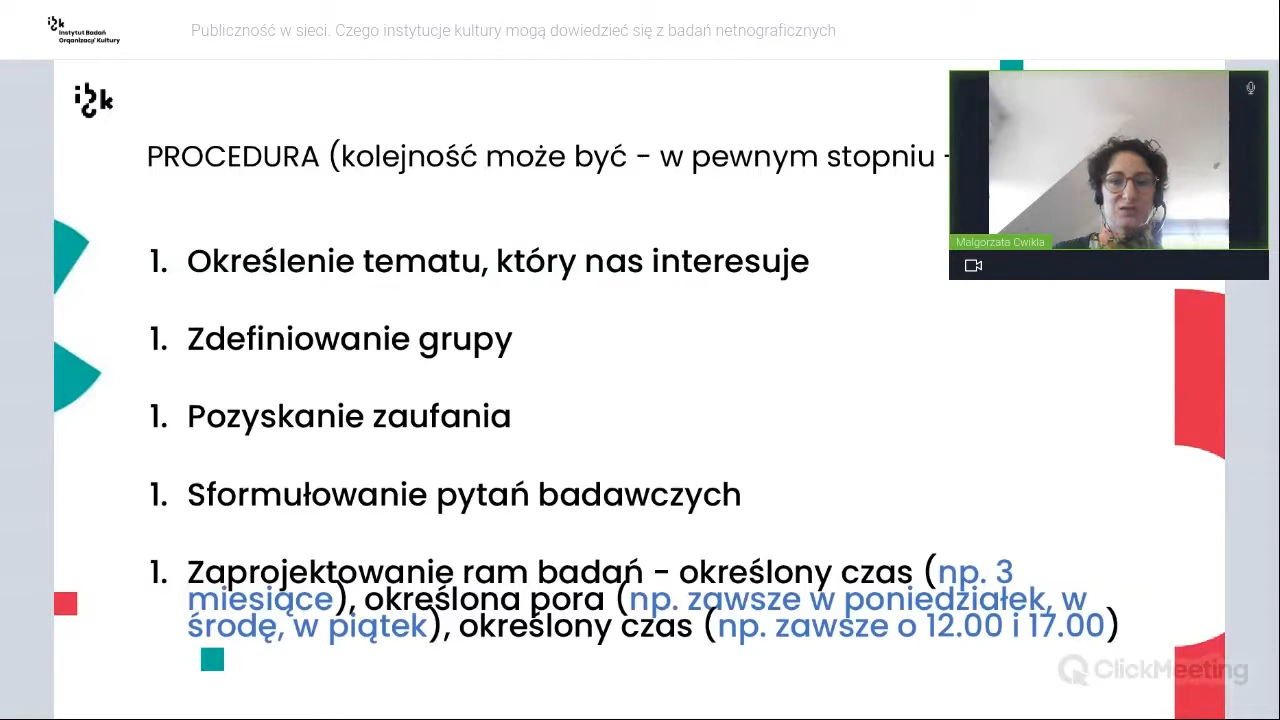 i k
Instytut Badań
Organizacji Kultury
Publiczność w sieci. Czego instytucje kultury mogą dowiedzieć się z badań netnograficznych
i k
PROCEDURA (kolejność może być - w pewnym stopniu -
Malgorzata Cwikla
1. Określenie tematu, który nas interesuje
1. Zdefiniowanie grupy
1. Pozyskanie zaufania
1. Sformułowanie pytań badawczych
1. Zaprojektowanie ram badań - określony czas (np. 3
miesiące), określona pora (np. zawsze w poniedziałek, w
środę, w piątek), określony czas (np. zawsze o 12.00 i 17.00)
ClickMeeting